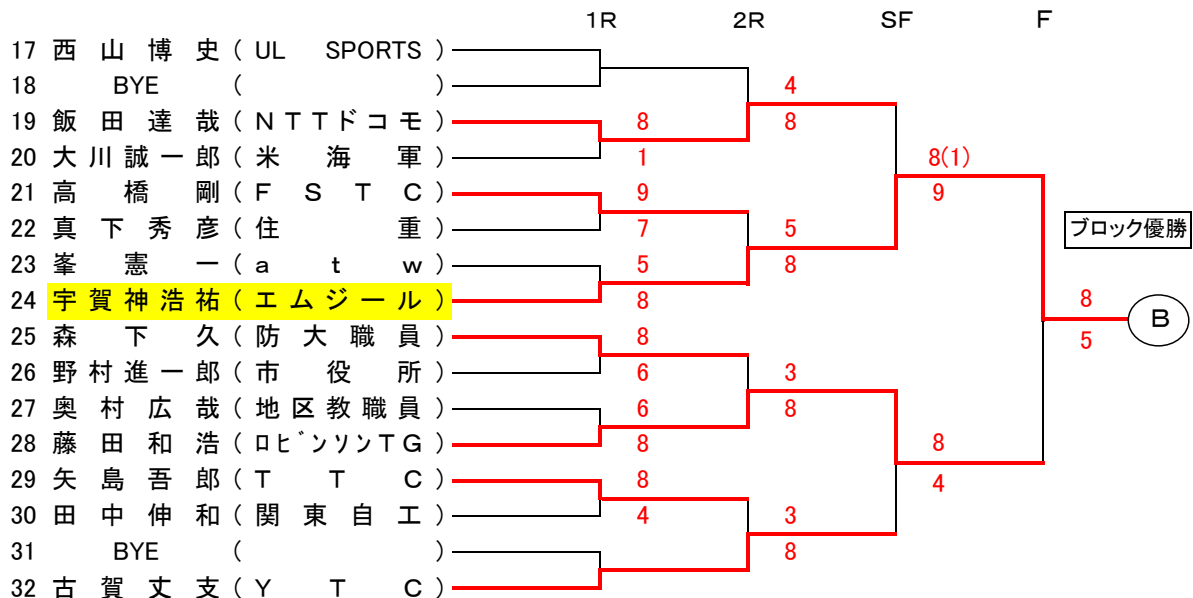 1R 2R SF F
17 西山博史 (UL SPORTS)
18 BYE ( )
4
19 飯田達哉 (NTTドコモ) 8 8
20 大川誠一郎 (米海軍) 1 8(1)
21 高橋剛 (FSTC) 9 9
22 真下秀彦 (住重) 7 5 ブロック優勝
23 峯憲一 (atw) 5 8
24 宇賀神浩祐 (エムジール) 8 8
B
25 森下久 (防大職員) 8 5
26 野村進一郎 (市役所) 6 3
27 奥村広哉 (地区教職員) 6 8
28 藤田和浩 (ロビンソンTG) 8 8
29 矢島吾郎 (TTC) 8 4
30 田中伸和 (関東自工) 4 3
31 BYE ( ) 8
32 古賀丈支 (YTC)